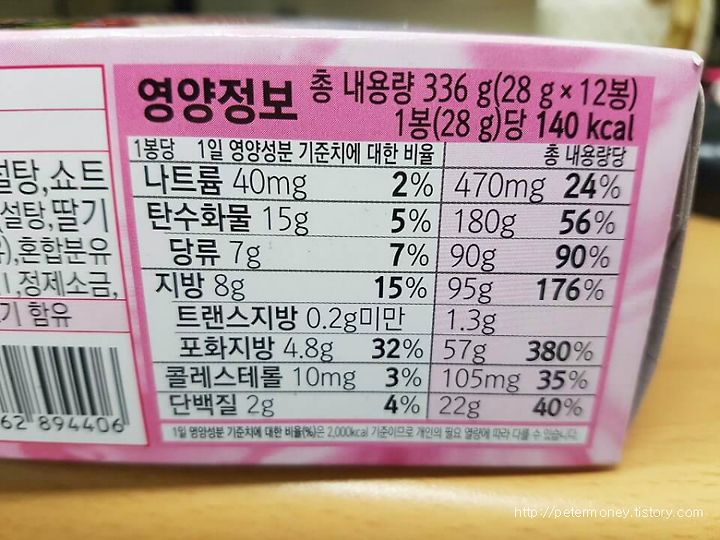 영양정보 총 내용량 336 g(28 g × 12봉)
1봉(28 g)당 140 kcal
1봉당 1일 영양성분 기준치에 대한 비율 총 내용량당
나트륨 40mg 2% 470mg 24%
탄수화물 15g 5% 180g 56%
당류 7g 7% 90g 90%
지방 8g 15% 95g 176%
트랜스지방 0.2g미만 1.3g
포화지방 4.8g 32% 57g 380%
콜레스테롤 10mg 3% 105mg 35%
단백질 2g 4% 22g 40%
1일 영양성분 기준치에 대한 비율(%)은 2,000kcal 기준이므로 개인의 필요 열량에 따라 다를 수 있습니다.
설탕,쇼트
설탕,딸기
),혼합분유
,정제소금,
기 함유
62 894406
http://petermoney.tistory.com